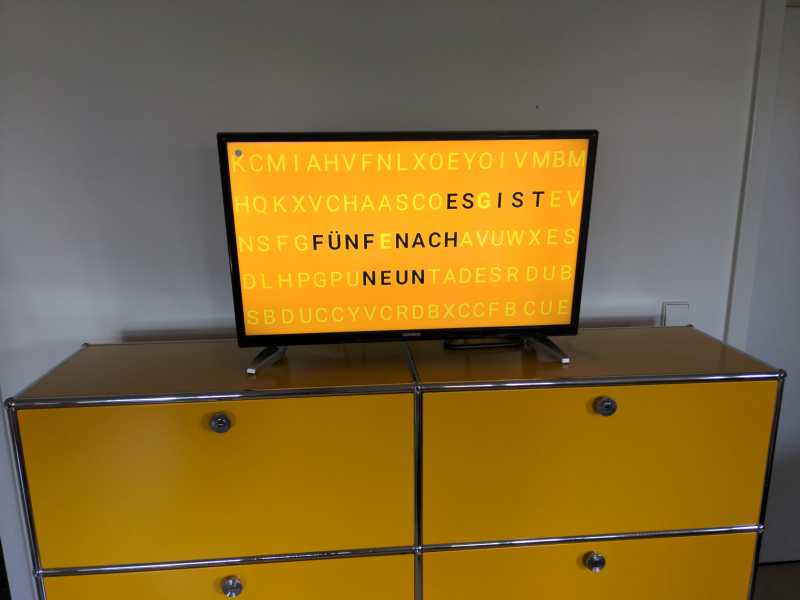 KCMIAHVFNLXOEYOIVMBM
HQKXVCHAASCOESGISTEV
NSFGFÜNFENACHAVUWXES
DLHPGPUNEUNTADESRDUB
SBDUCCYVCRDBXCCFBCUE